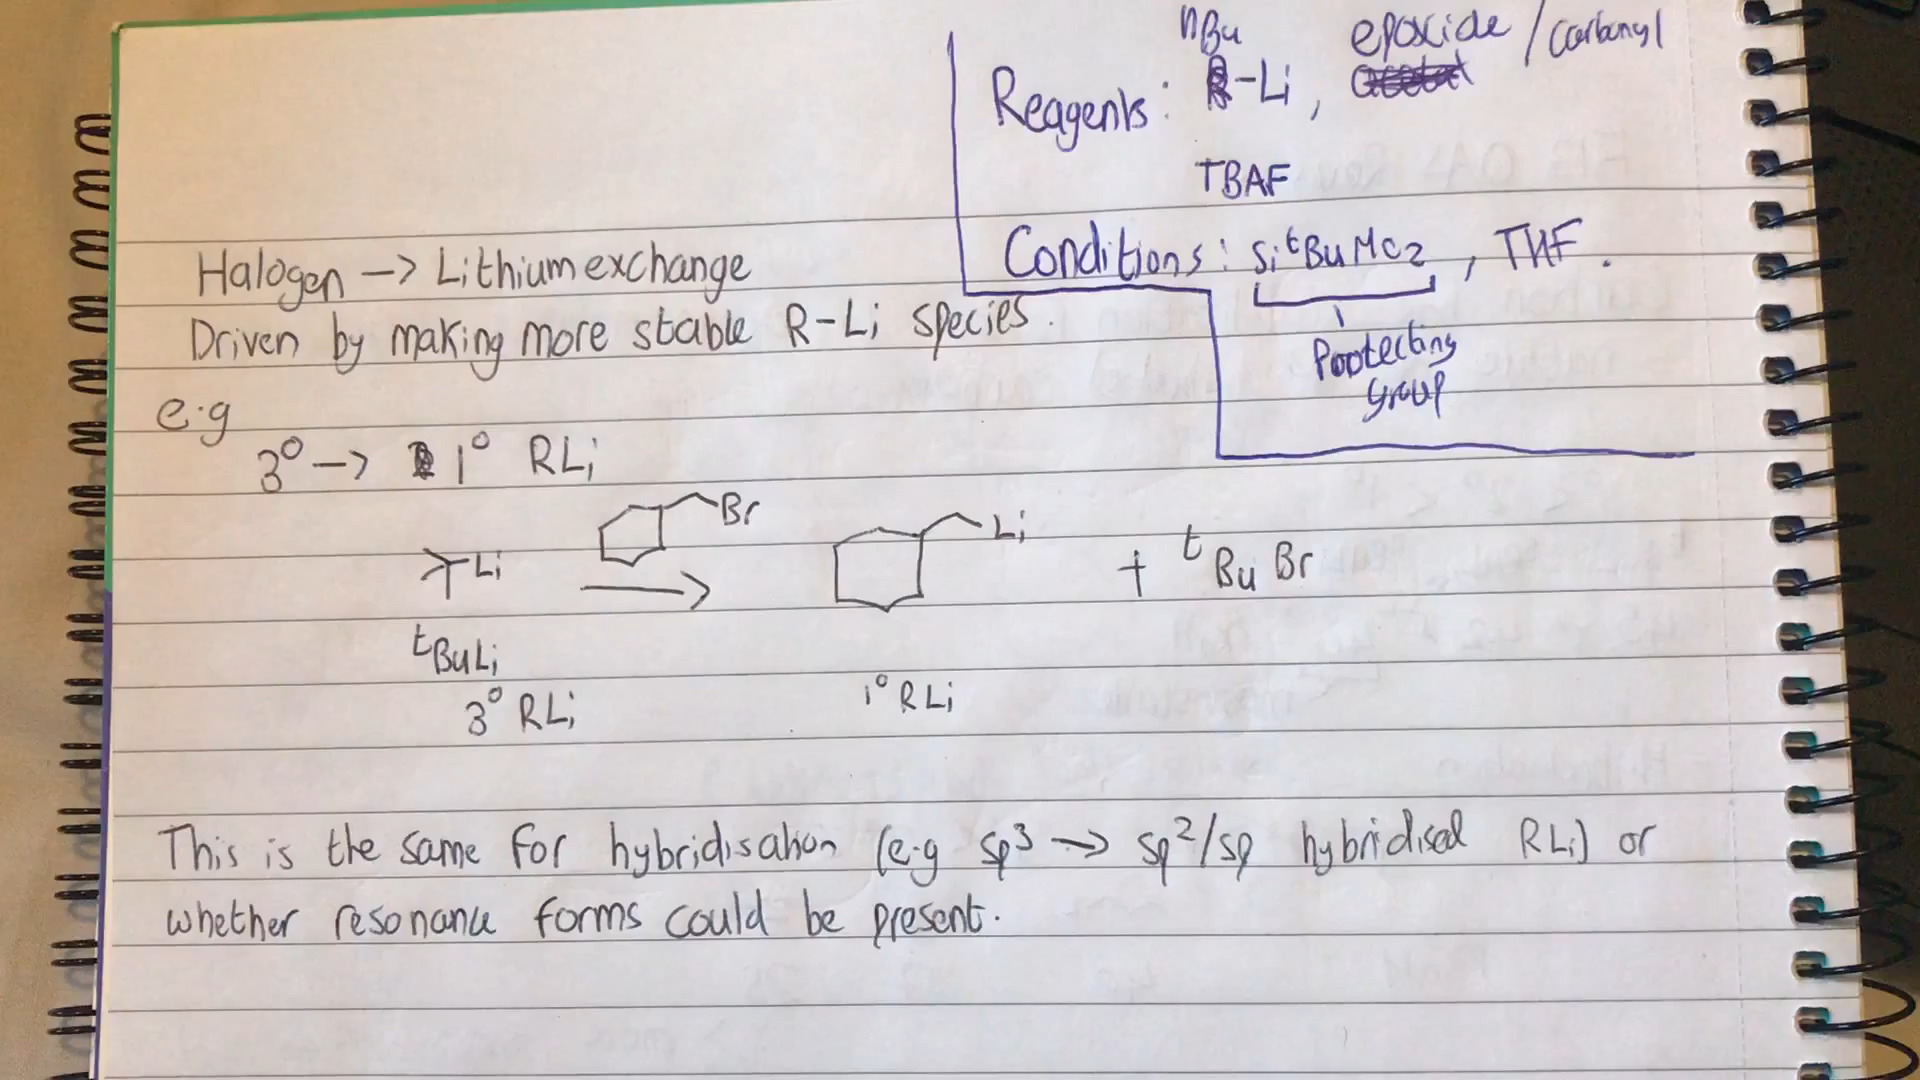 nBu
R-Li, epoxide / carbonyl
Reagents:
TBAF
Conditions: SitBuMe2, THF.
Protecting
group
Halogen -> Lithium exchange
Driven by making more stable R-Li species.
e.g
3° -> 1° RLi
Br
Li
Li + tBuBr
tBuLi
3° RLi
1° RLi
This is the same for hybridisation (e.g sp³ -> sp²/sp hybridised RLi) or
whether resonance forms could be present.